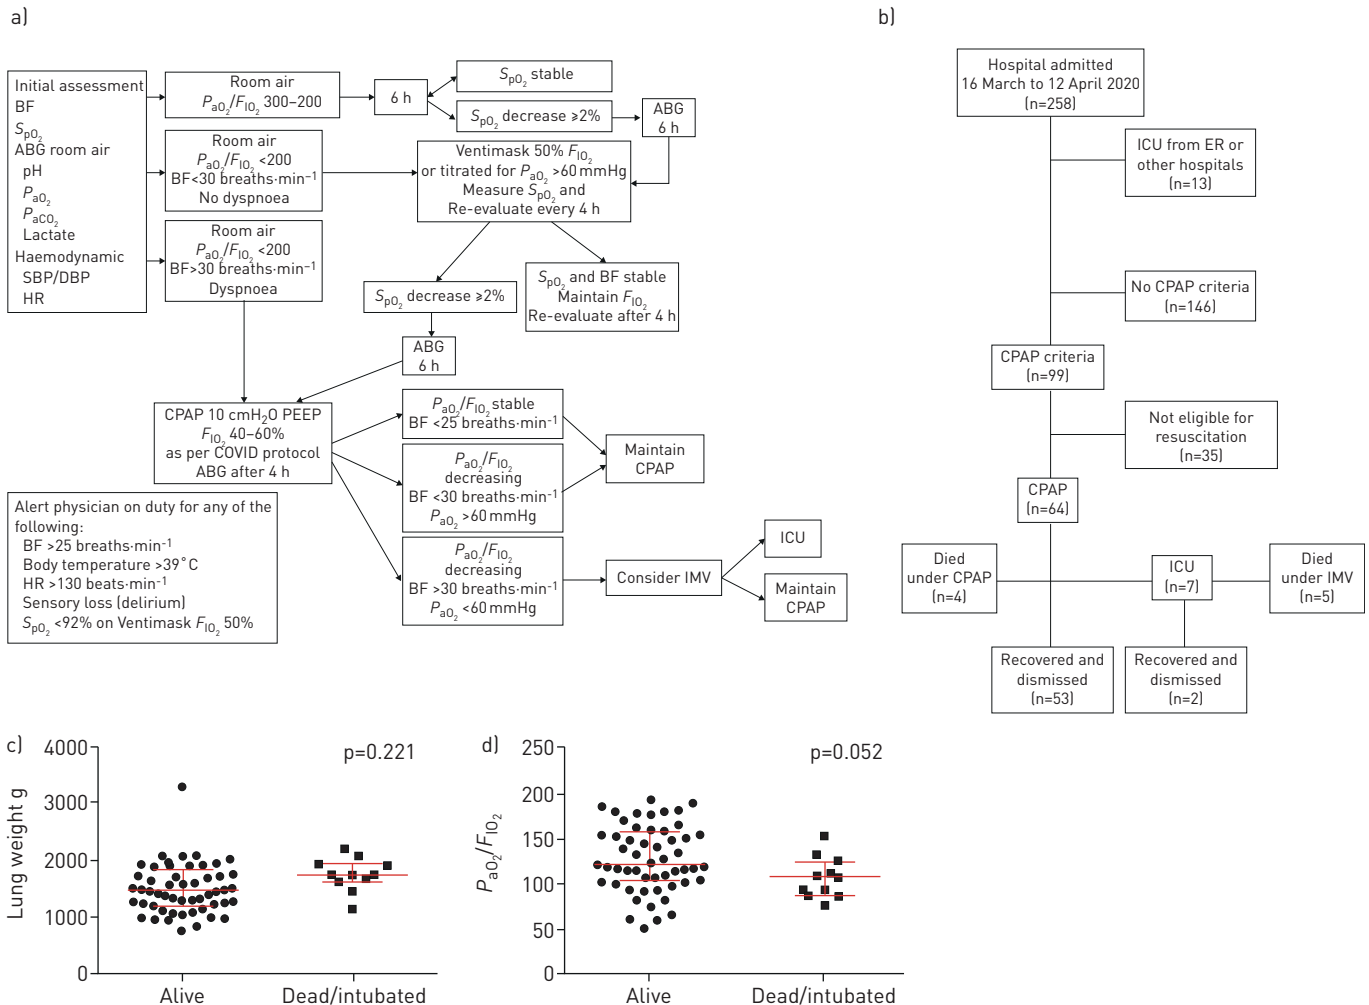 a)
Initial assessment
BF
SpO2
ABG room air
pH
PaO2
PaCO2
Lactate
Haemodynamic
SBP/DBP
HR
Room air
PaO2/FIO2 300–200
6 h
SpO2 stable
SpO2 decrease ≥2%
ABG
6 h
Room air
PaO2/FIO2 <200
BF<30 breaths·min−1
No dyspnoea
Ventimask 50% FIO2
or titrated for PaO2 >60 mmHg
Measure SpO2 and
Re-evaluate every 4 h
Room air
PaO2/FIO2 <200
BF>30 breaths·min−1
Dyspnoea
SpO2 decrease ≥2%
SpO2 and BF stable
Maintain FIO2
Re-evaluate after 4 h
ABG
6 h
CPAP 10 cmH2O PEEP
FIO2 40–60%
as per COVID protocol
ABG after 4 h
PaO2/FIO2 stable
BF <25 breaths·min−1
PaO2/FIO2
decreasing
BF <30 breaths·min−1
PaO2 >60 mmHg
Maintain
CPAP
PaO2/FIO2
decreasing
BF >30 breaths·min−1
PaO2 <60 mmHg
Consider IMV
ICU
Maintain
CPAP
Alert physician on duty for any of the
following:
BF >25 breaths·min−1
Body temperature >39°C
HR >130 beats·min−1
Sensory loss (delirium)
SpO2 <92% on Ventimask FIO2 50%
b)
Hospital admitted
16 March to 12 April 2020
(n=258)
ICU from ER or
other hospitals
(n=13)
No CPAP criteria
(n=146)
CPAP criteria
(n=99)
Not eligible for
resuscitation
(n=35)
CPAP
(n=64)
Died
under CPAP
(n=4)
ICU
(n=7)
Died
under IMV
(n=5)
Recovered and
dismissed
(n=53)
Recovered and
dismissed
(n=2)
c)
Lung weight g
4000
3000
2000
1000
0
p=0.221
Alive
Dead/intubated
d)
PaO2/FIO2
250
200
150
100
50
0
p=0.052
Alive
Dead/intubated